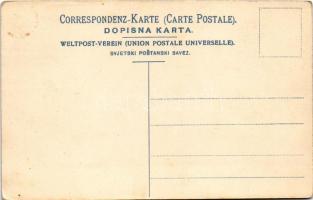 CORRESPONDENZ-KARTE (CARTE POSTALE).
DOPISNA KARTA.
WELTPOST-VEREIN (UNION POSTALE UNIVERSELLE).
SVJETSKI POŠTANSKI SAVEZ.